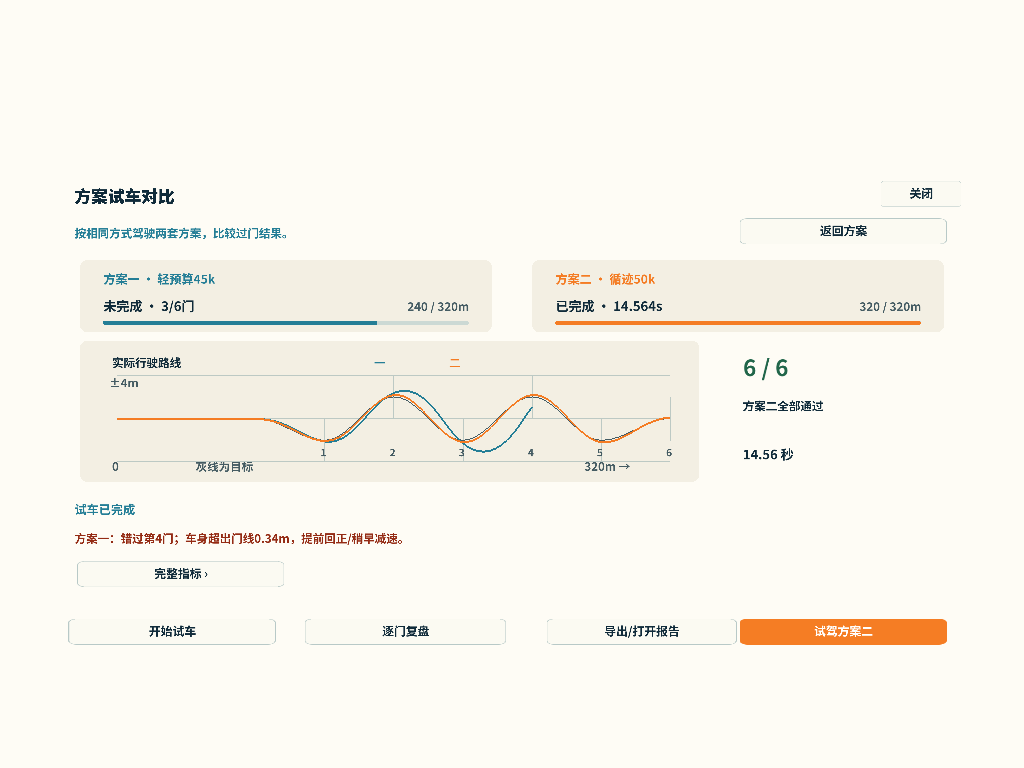 方案试车对比
关闭
按相同方式驾驶两套方案，比较过门结果。
返回方案
方案一 · 轻预算45k
未完成 · 3/6门
240 / 320m
方案二 · 循迹50k
已完成 · 14.564s
320 / 320m
实际行驶路线
一
二
±4m
1
2
3
4
5
6
0
灰线为目标
320m →
6 / 6
方案二全部通过
14.56 秒
试车已完成
方案一：错过第4门；车身超出门线0.34m，提前回正/稍早减速。
完整指标 ›
开始试车
逐门复盘
导出/打开报告
试驾方案二